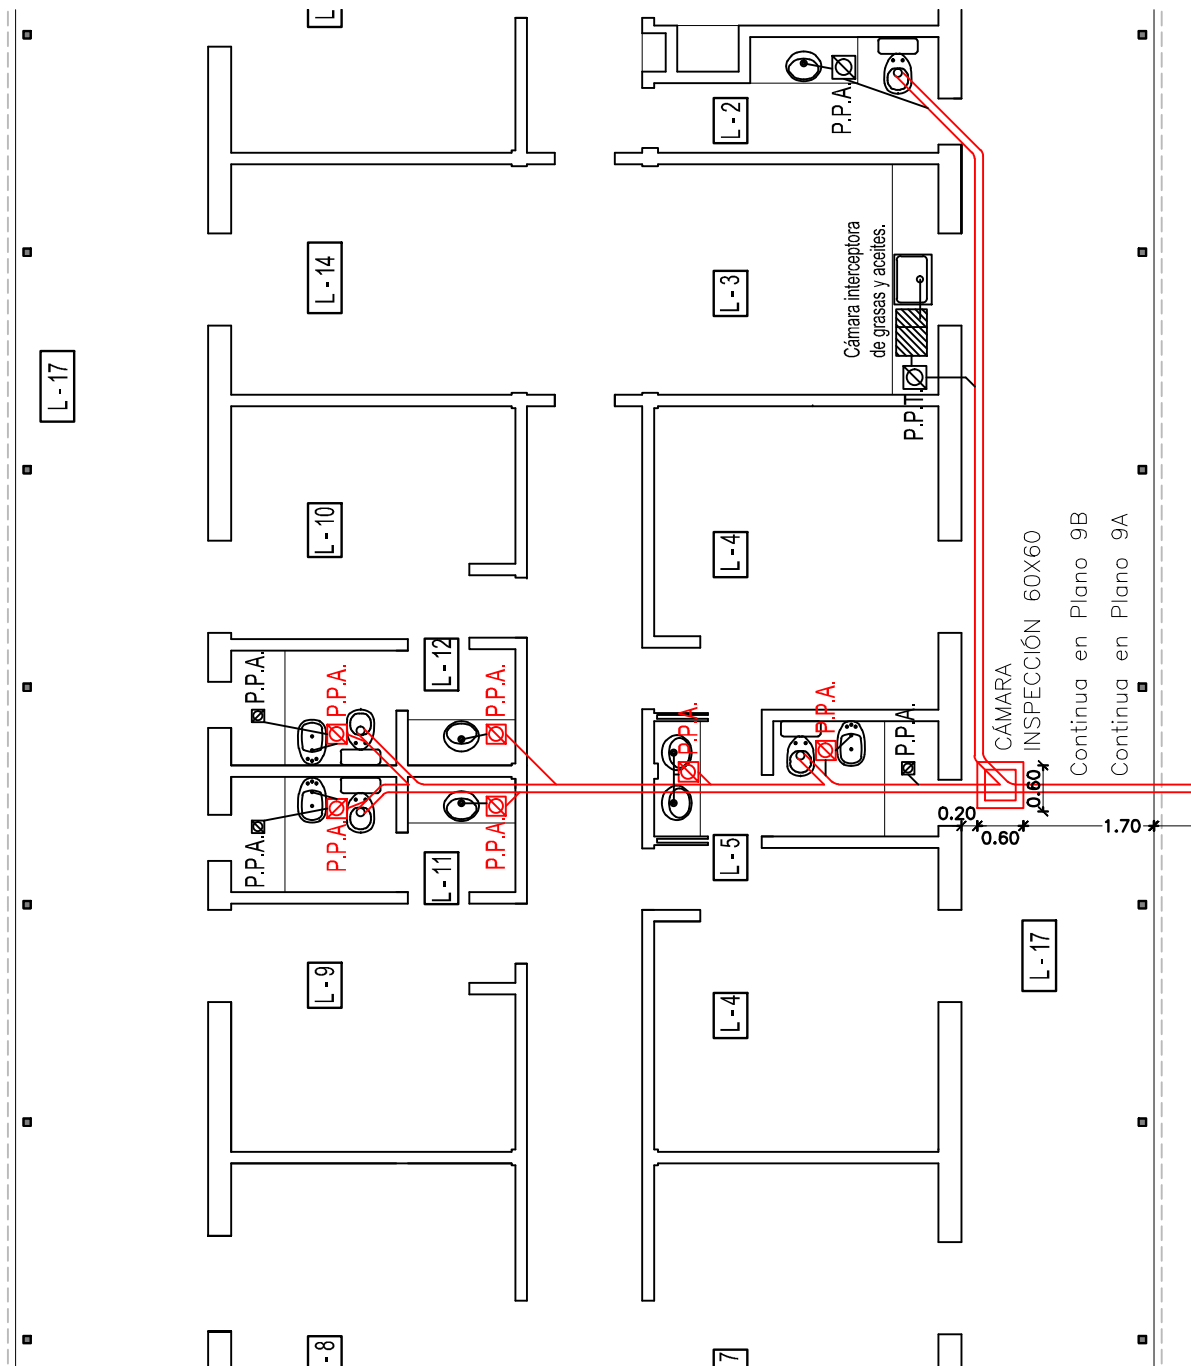 L
L - 2
P.P.A.
L - 14
L - 3
Cámara interceptora
de grasas y aceites.
L - 17
P.P.T.
L - 10
L - 4
CÁMARA
INSPECCIÓN 60X60
Continua en Plano 9B
Continua en Plano 9A
P.P.A.
P.P.A.
L - 12
P.P.A.
P.P.A.
P.P.A.
P.P.A.
0.60
0.20
0.60
1.70
P.P.A.
P.P.A.
L - 11
P.P.A.
L - 5
L - 9
L - 4
L - 17
- 8
7